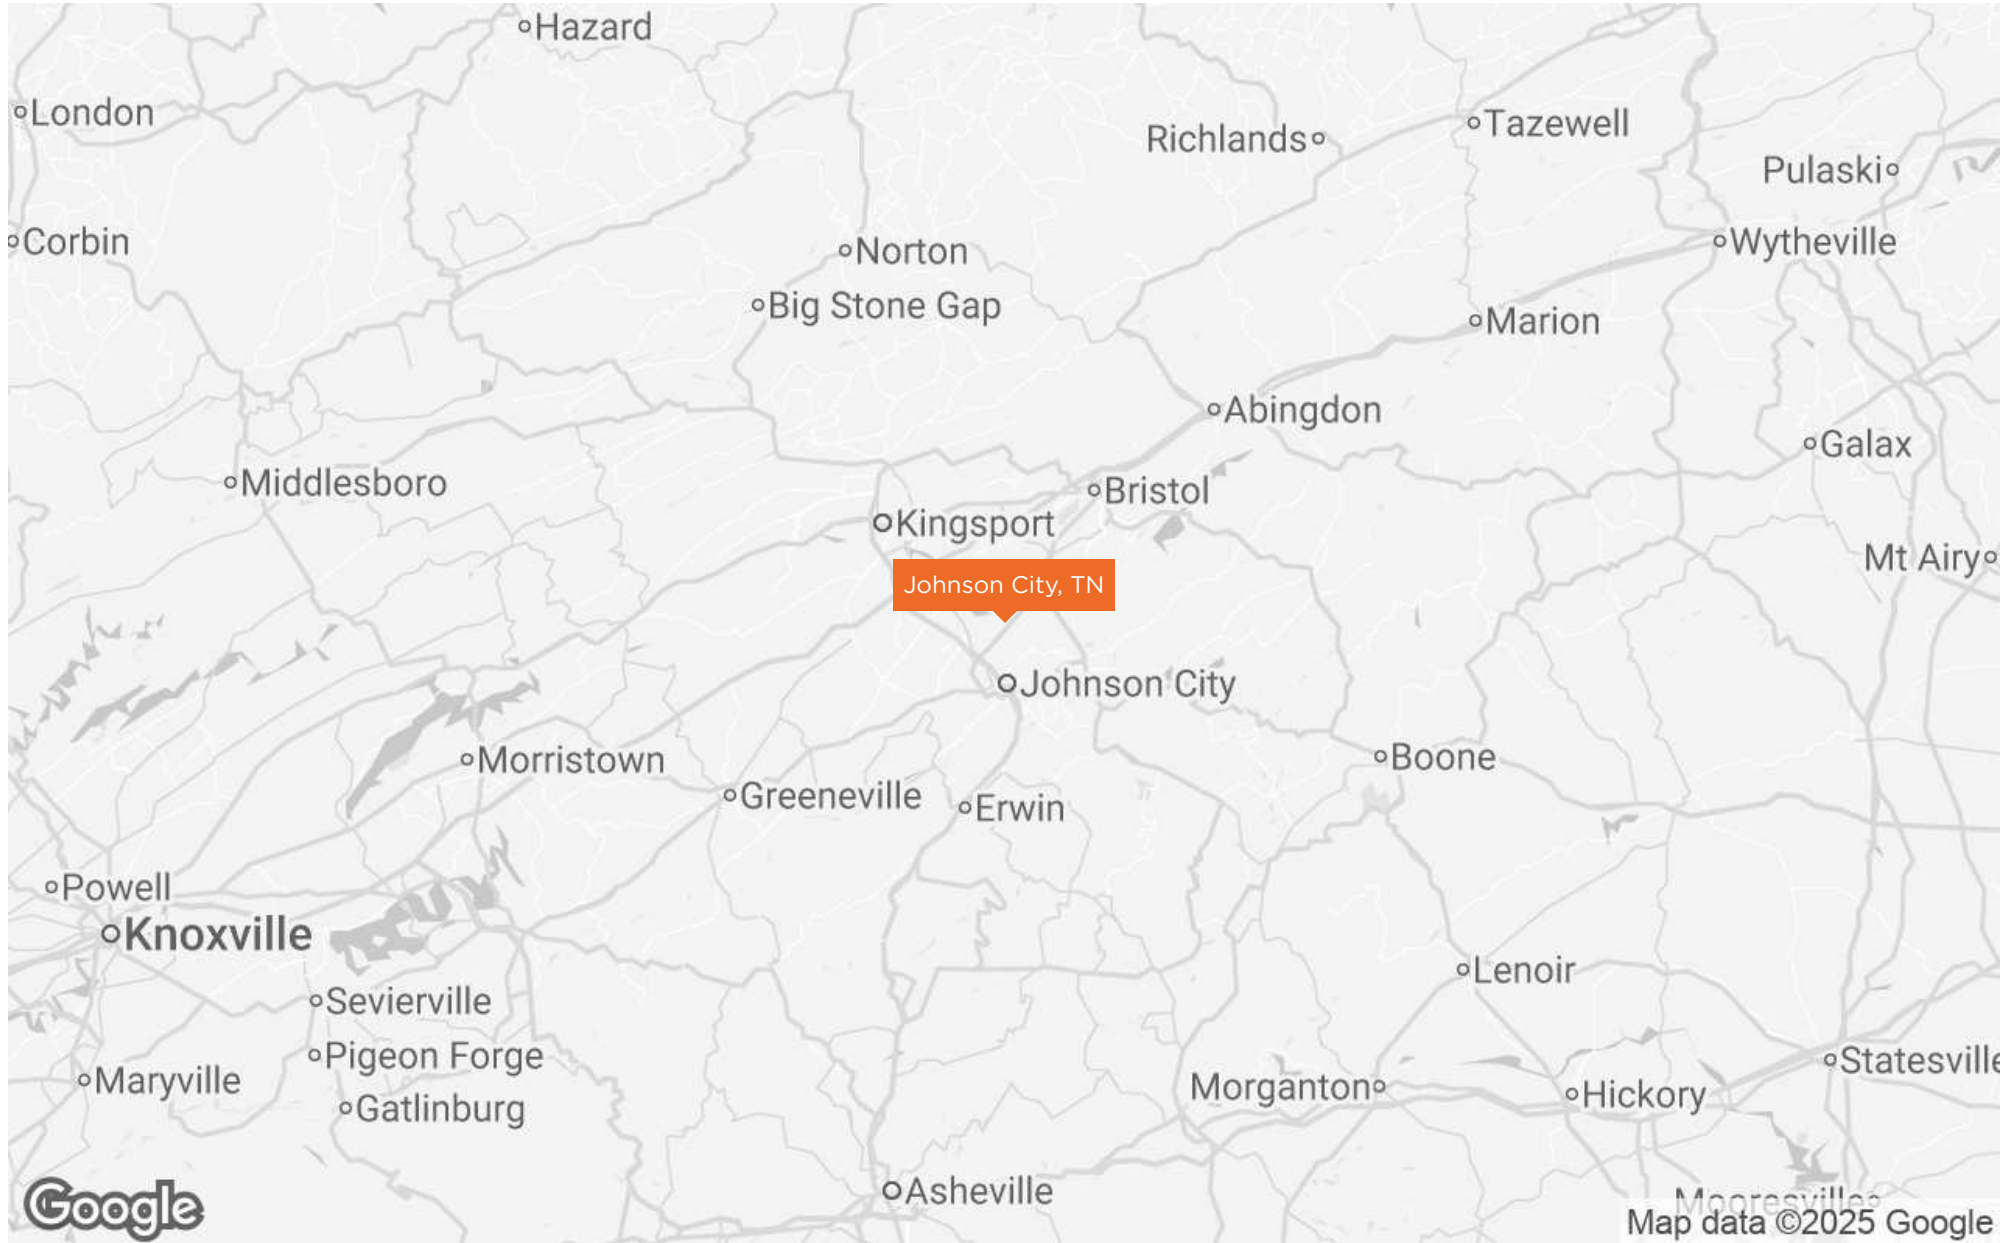 Hazard
London
Tazewell
Richlands
Pulaski
Corbin
Wytheville
Norton
Big Stone Gap
Marion
Abingdon
Galax
Middlesboro
Bristol
Kingsport
Mt Airy
Johnson City, TN
Johnson City
Morristown
Boone
Greeneville
Erwin
Powell
Knoxville
Lenoir
Sevierville
Pigeon Forge
Statesville
Maryville
Morganton
Hickory
Gatlinburg
Asheville
Mooresville
Google
Map data ©2025 Google